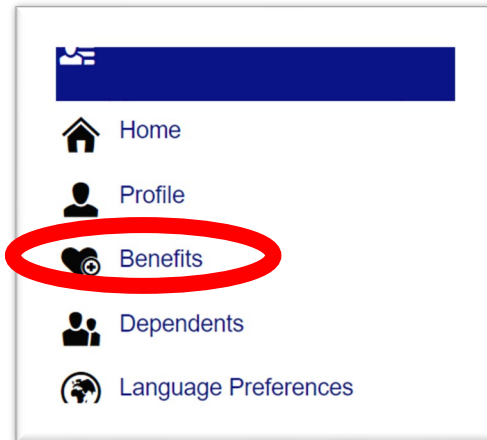 Home
Profile
Benefits
Dependents
Language Preferences